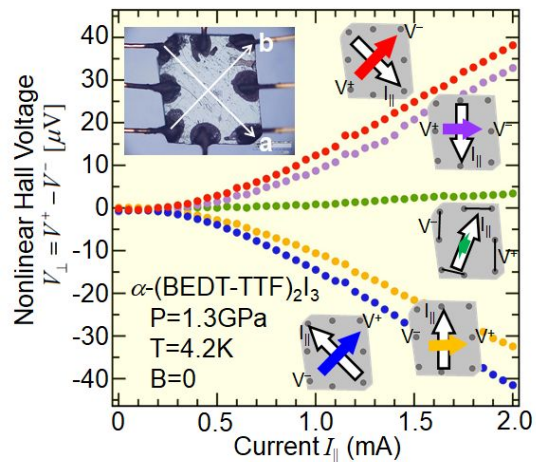 Nonlinear Hall Voltage
V⊥ = V⁺ − V⁻ [μV]
40
30
20
10
0
-10
-20
-30
-40
b
a
V⁻
V⁺
I∥
V⁺
V⁻
I∥
V⁻
I∥
V⁺
I∥
V⁺
V⁻
I∥
V⁻
V⁺
α-(BEDT-TTF)₂I₃
P=1.3GPa
T=4.2K
B=0
0
0.5
1.0
1.5
2.0
Current I∥ (mA)